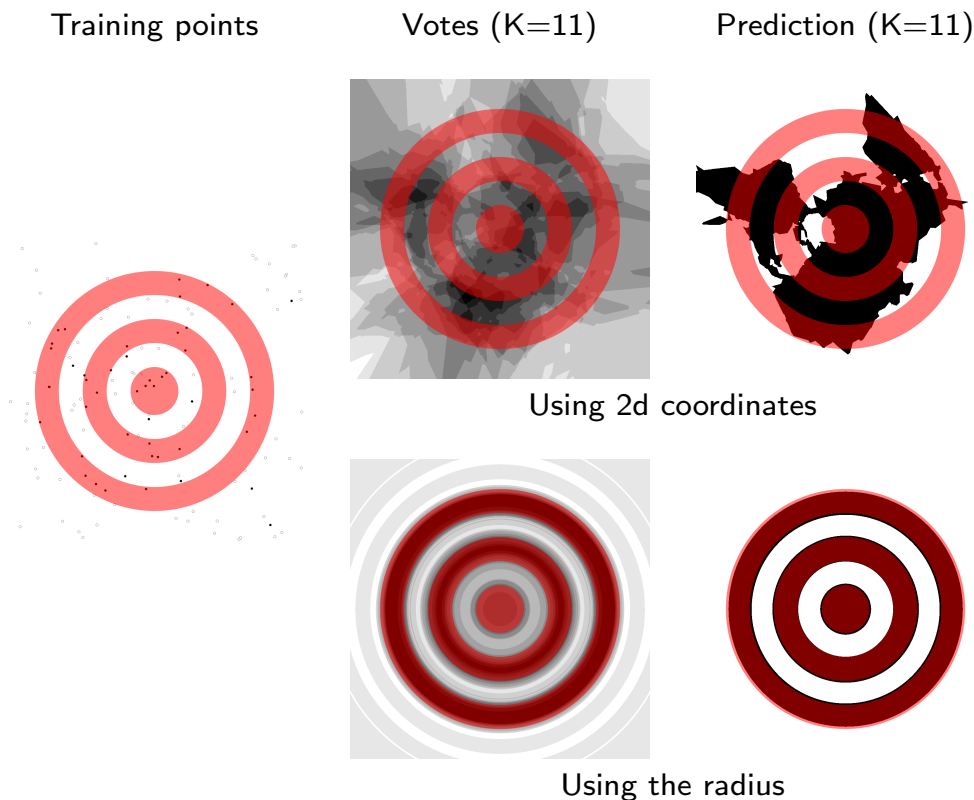 Training points Votes (K=11) Prediction (K=11)
Using 2d coordinates
Using the radius